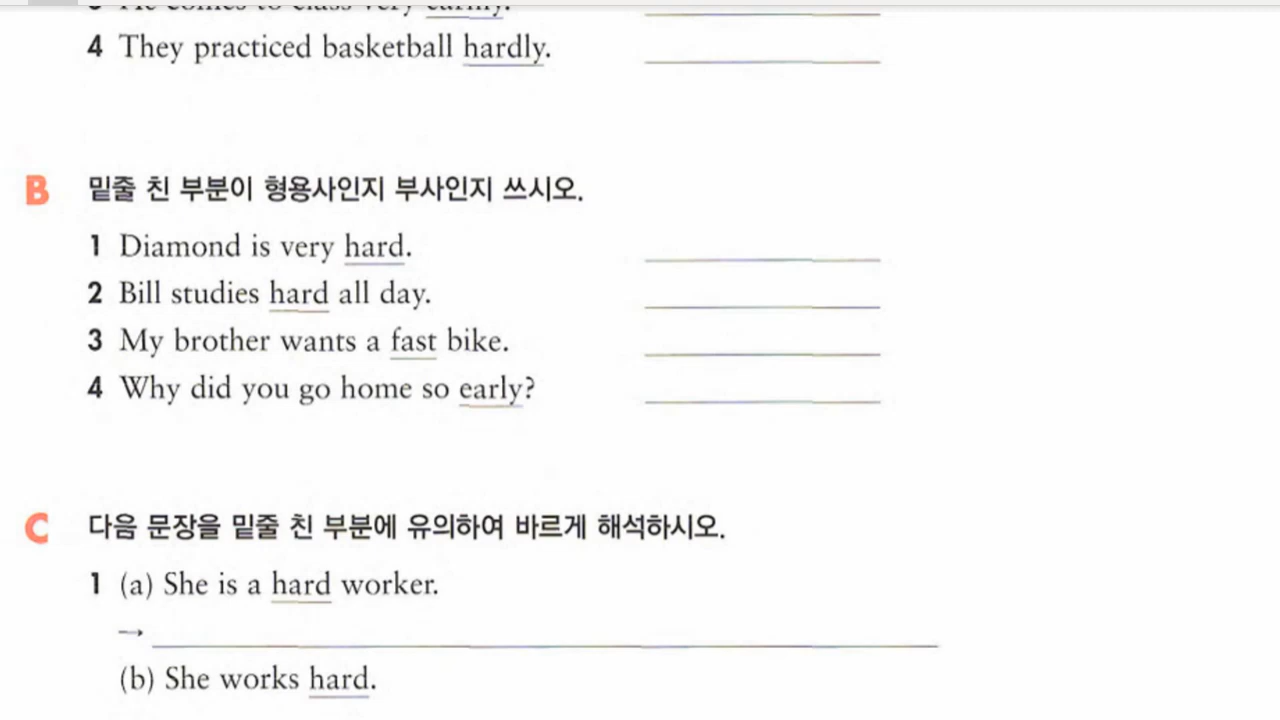 4 They practiced basketball hardly.
B 밑줄 친 부분이 형용사인지 부사인지 쓰시오.
1 Diamond is very hard.
2 Bill studies hard all day.
3 My brother wants a fast bike.
4 Why did you go home so early?
C 다음 문장을 밑줄 친 부분에 유의하여 바르게 해석하시오.
1 (a) She is a hard worker.
→
(b) She works hard.